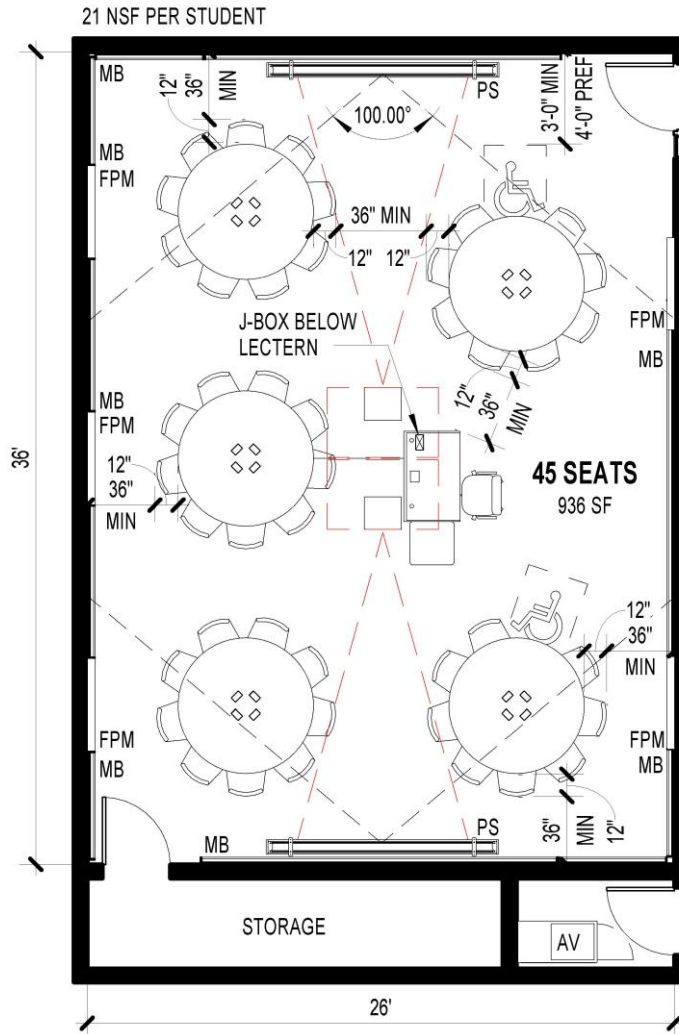 21 NSF PER STUDENT
MB
12"
36"
MIN
PS
100.00°
3'-0" MIN
4'-0" PREF
MB
FPM
36" MIN
12"
12"
J-BOX BELOW
LECTERN
FPM
MB
12"
36"
MIN
MB
FPM
12"
36"
MIN
36'
45 SEATS
936 SF
12"
36"
MIN
FPM
MB
FPM
MB
MB
PS
36"
MIN
12"
STORAGE
AV
26'